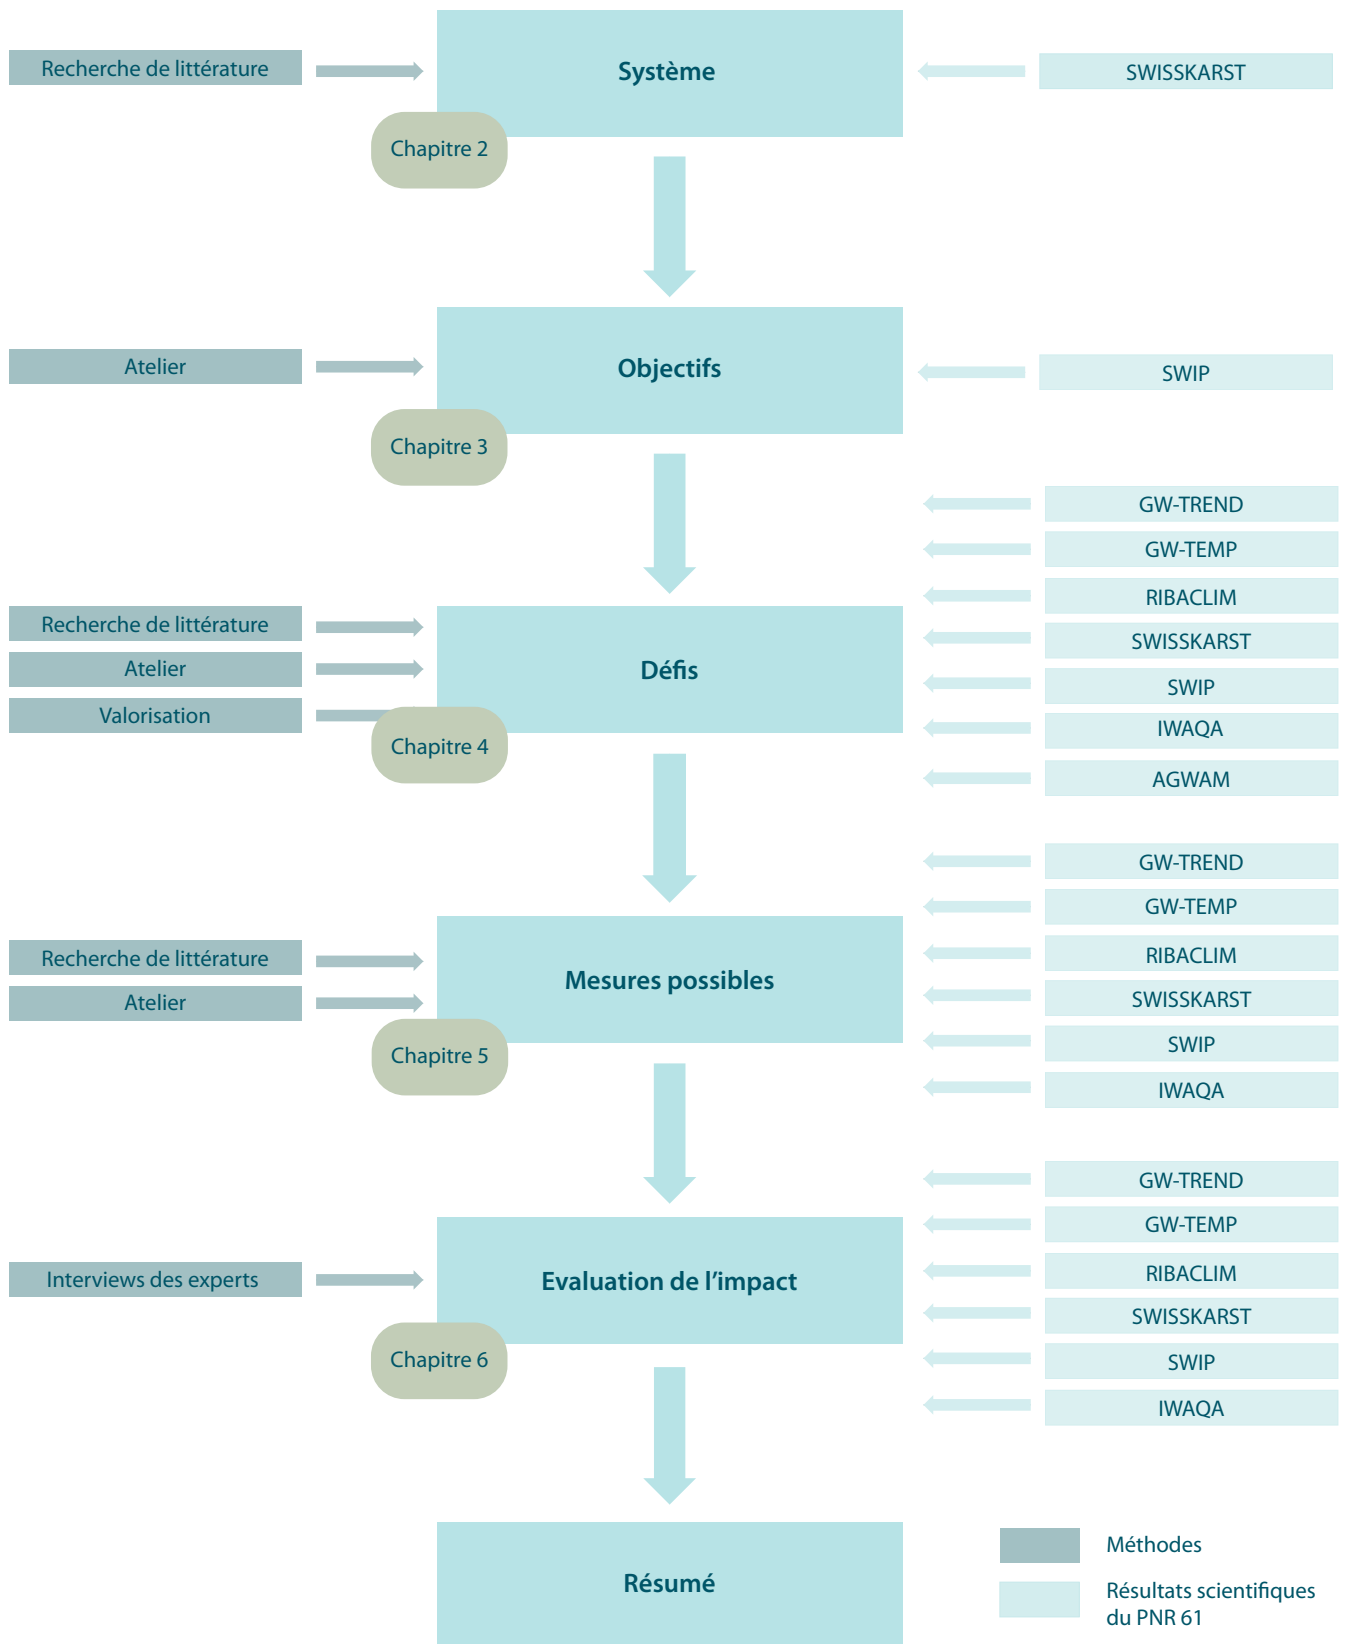 Recherche de littérature
Système
SWISSKARST
Chapitre 2
Atelier
Objectifs
SWIP
Chapitre 3
GW-TREND
GW-TEMP
RIBACLIM
Recherche de littérature
SWISSKARST
Atelier
Défis
SWIP
Valorisation
IWAQA
Chapitre 4
AGWAM
GW-TREND
GW-TEMP
RIBACLIM
Recherche de littérature
Mesures possibles
SWISSKARST
Atelier
SWIP
Chapitre 5
IWAQA
GW-TREND
GW-TEMP
RIBACLIM
Interviews des experts
Evaluation de l’impact
SWISSKARST
SWIP
Chapitre 6
IWAQA
Résumé
Méthodes
Résultats scientifiques
du PNR 61